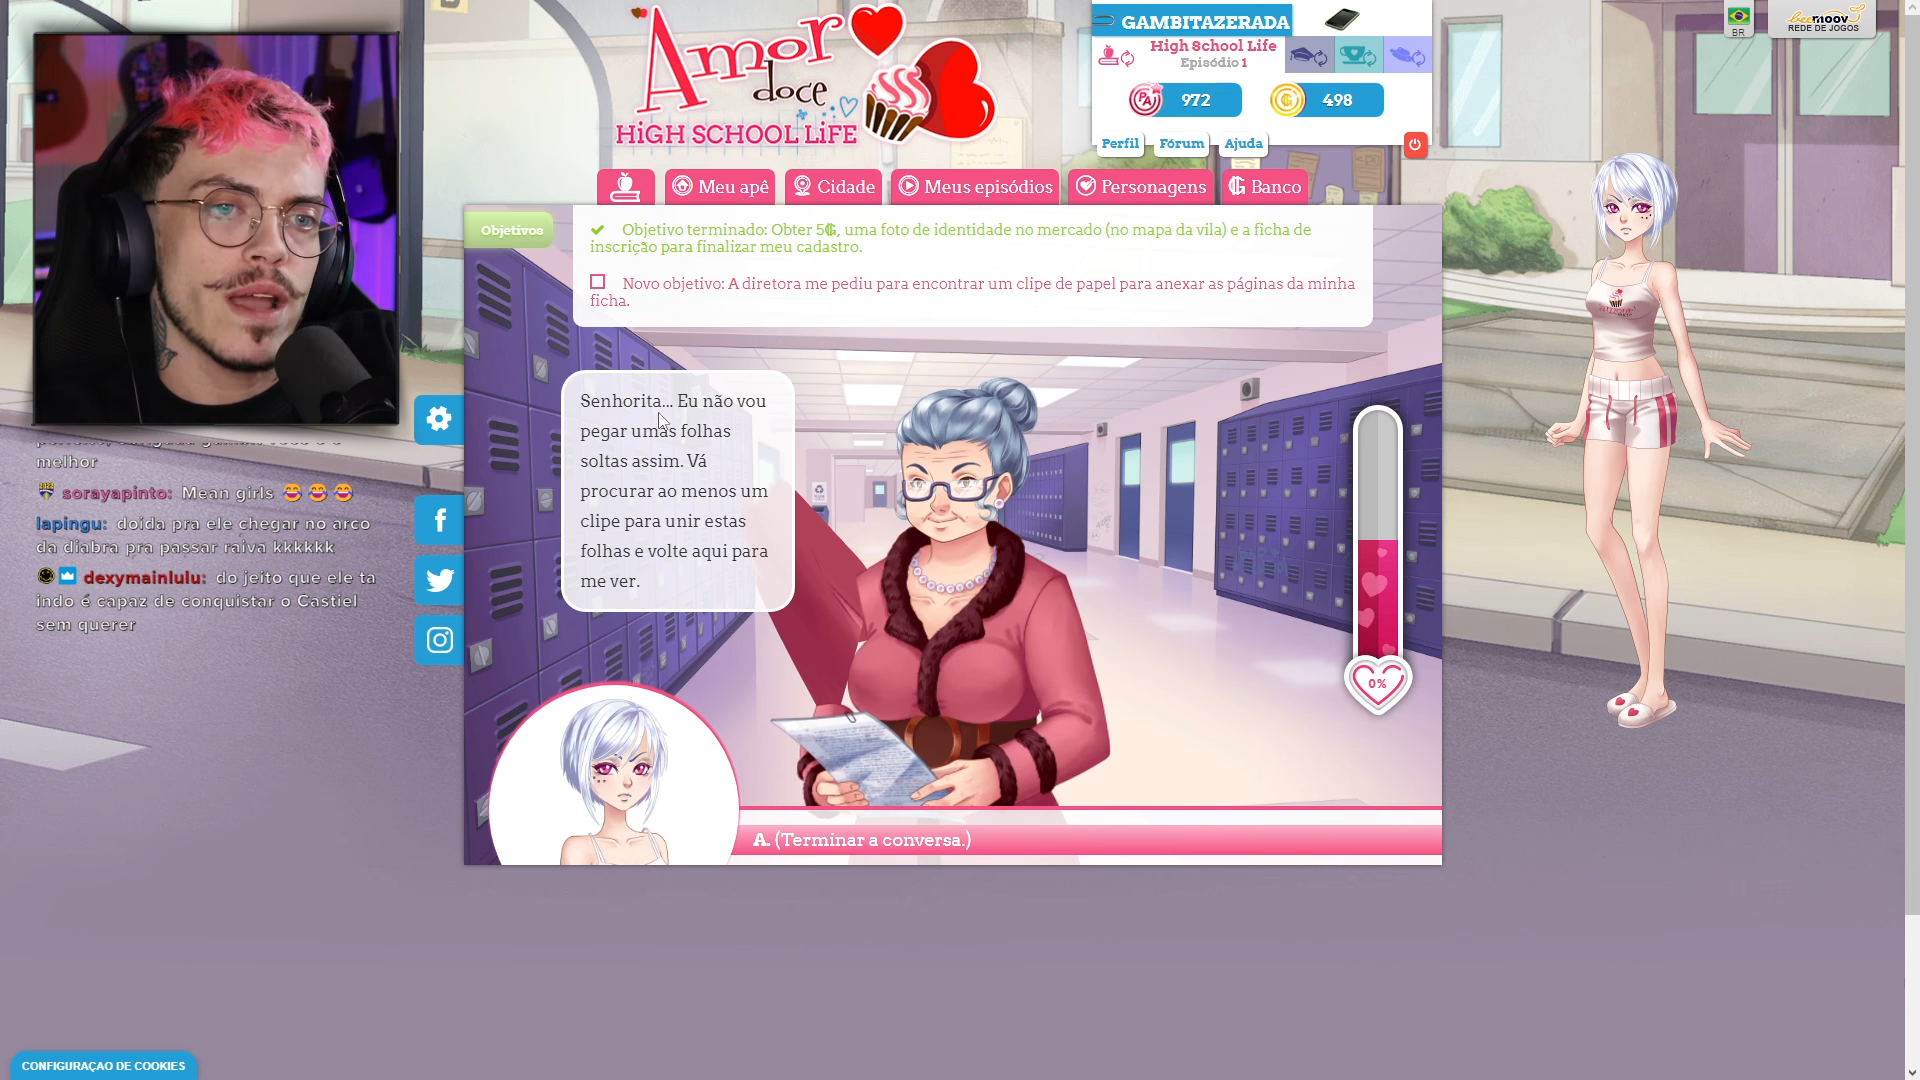 Amor
doce
HiGH SCHOOL LiFE
GAMBITAZERADA
High School Life
Episódio 1
972
498
Perfil
Fórum
Ajuda
BR
beemoov
REDE DE JOGOS
Meu apê
Cidade
Meus episódios
Personagens
Banco
Objetivos
Objetivo terminado: Obter 5₲, uma foto de identidade no mercado (no mapa da vila) e a ficha de
inscrição para finalizar meu cadastro.
Novo objetivo: A diretora me pediu para encontrar um clipe de papel para anexar as páginas da minha
ficha.
Senhorita... Eu não vou
pegar umas folhas
soltas assim. Vá
procurar ao menos um
clipe para unir estas
folhas e volte aqui para
me ver.
melhor
sorayapinto: Mean girls
lapingu: doida pra ele chegar no arco
da diabra pra passar raiva kkkkkk
dexymainlulu: do jeito que ele ta
indo é capaz de conquistar o Castiel
sem querer
0%
A. (Terminar a conversa.)
CONFIGURAÇAO DE COOKIES